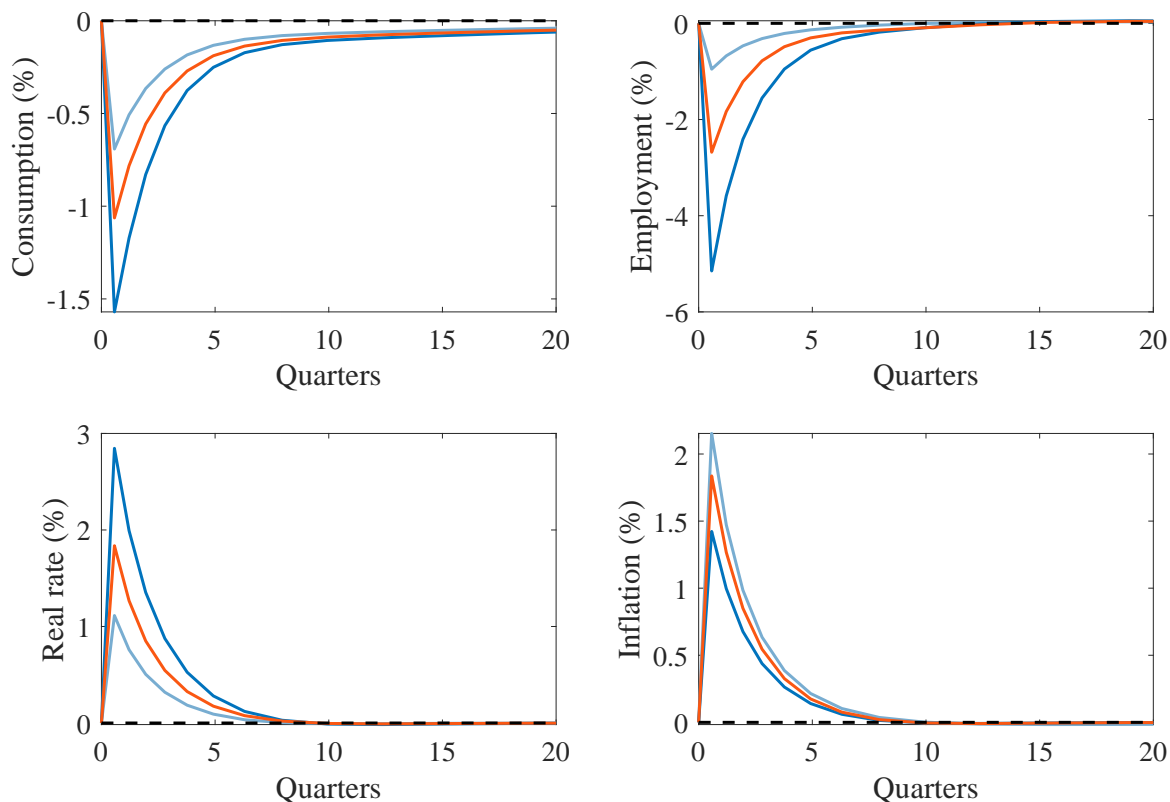 Consumption (%)
0
-0.5
-1
-1.5
0 5 10 15 20
Quarters
Employment (%)
0
-2
-4
-6
0 5 10 15 20
Quarters
Real rate (%)
3
2
1
0
0 5 10 15 20
Quarters
Inflation (%)
2
1.5
1
0.5
0
0 5 10 15 20
Quarters